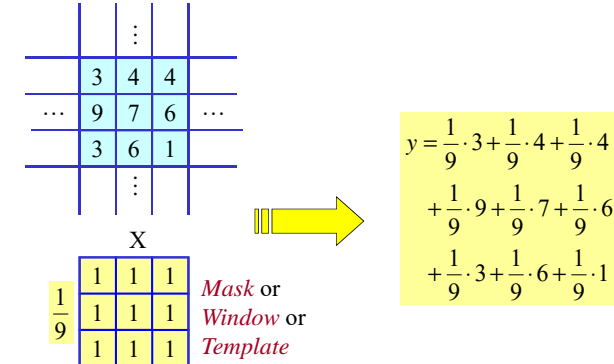 ⋮
3 4 4
⋯ 9 7 6 ⋯
3 6 1
⋮
X
1/9
1 1 1
1 1 1
1 1 1
Mask or
Window or
Template
y = 1/9 · 3 + 1/9 · 4 + 1/9 · 4
+ 1/9 · 9 + 1/9 · 7 + 1/9 · 6
+ 1/9 · 3 + 1/9 · 6 + 1/9 · 1